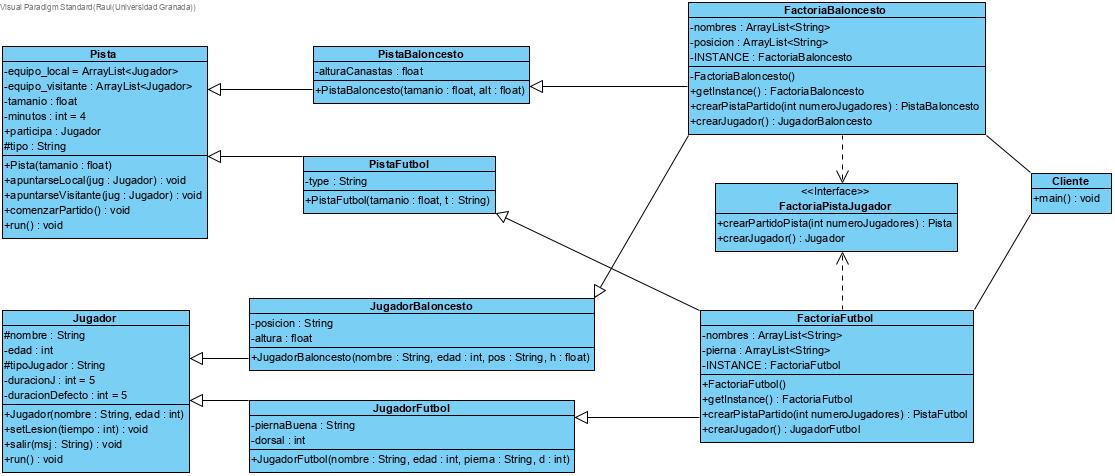 Visual Paradigm Standard(Raul(Universidad Granada))
Pista
-equipo_local = ArrayList<Jugador>
-equipo_visitante : ArrayList<Jugador>
-tamanio : float
-minutos : int = 4
+participa : Jugador
#tipo : String
+Pista(tamanio : float)
+apuntarseLocal(jug : Jugador) : void
+apuntarseVisitante(jug : Jugador) : void
+comenzarPartido() : void
+run() : void
PistaBaloncesto
-alturaCanastas : float
+PistaBaloncesto(tamanio : float, alt : float)
FactoriaBaloncesto
-nombres : ArrayList<String>
-posicion : ArrayList<String>
-INSTANCE : FactoriaBaloncesto
-FactoriaBaloncesto()
+getInstance() : FactoriaBaloncesto
+crearPistaPartido(int numeroJugadores) : PistaBaloncesto
+crearJugador() : JugadorBaloncesto
PistaFutbol
-type : String
+PistaFutbol(tamanio : float, t : String)
<<Interface>>
FactoriaPistaJugador
+crearPartidoPista(int numeroJugadores) : Pista
+crearJugador() : Jugador
Cliente
+main() : void
Jugador
#nombre : String
-edad : int
#tipoJugador : String
-duracionJ : int = 5
-duracionDefecto : int = 5
+Jugador(nombre : String, edad : int)
+setLesion(tiempo : int) : void
+salir(msj : String) : void
+run() : void
JugadorBaloncesto
-posicion : String
-altura : float
+JugadorBaloncesto(nombre : String, edad : int, pos : String, h : float)
JugadorFutbol
-piernaBuena : String
-dorsal : int
+JugadorFutbol(nombre : String, edad : int, pierna : String, d : int)
FactoriaFutbol
-nombres : ArrayList<String>
-pierna : ArrayList<String>
-INSTANCE : FactoriaFutbol
+FactoriaFutbol()
+getInstance() : FactoriaFutbol
+crearPistaPartido(int numeroJugadores) : PistaFutbol
+crearJugador() : JugadorFutbol